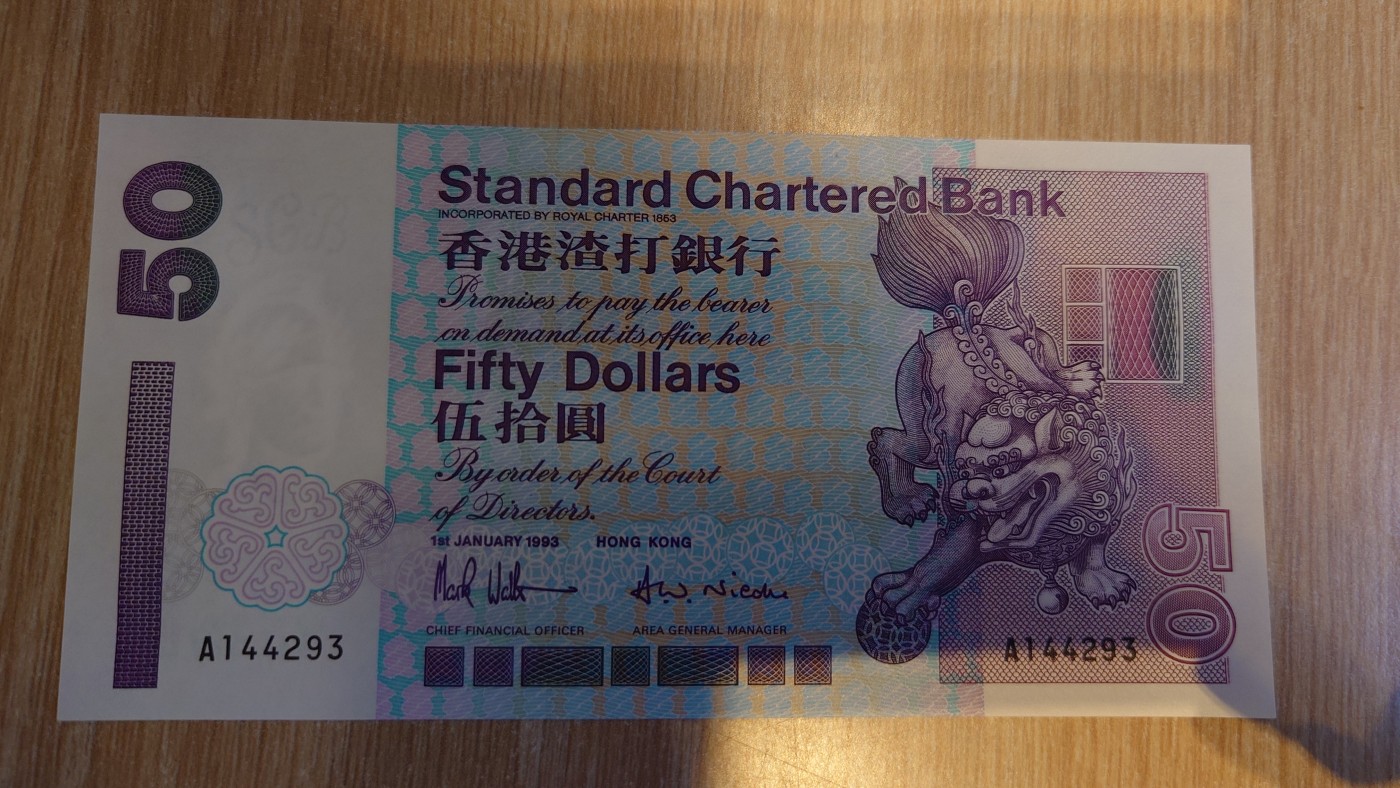 50
Standard Chartered Bank
INCORPORATED BY ROYAL CHARTER 1853
香港渣打銀行
Promises to pay the bearer
on demand at its office here
Fifty Dollars
伍拾圓
By order of the Court
of Directors.
1st JANUARY 1993 HONG KONG
CHIEF FINANCIAL OFFICER AREA GENERAL MANAGER
A144293
A144293
50